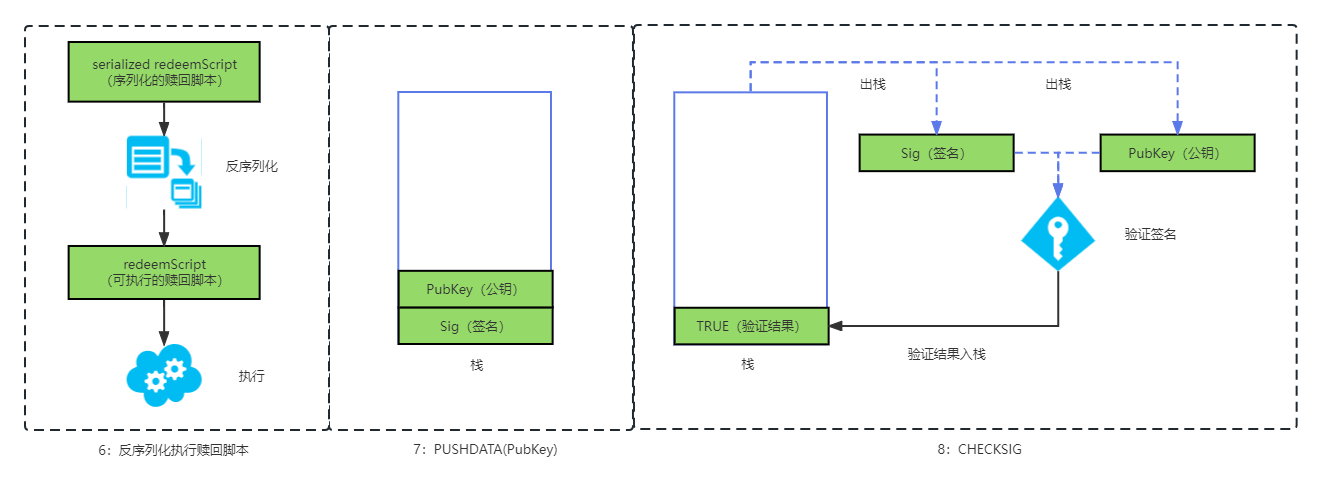 serialized redeemScript
（序列化的赎回脚本）
反序列化
redeemScript
（可执行的赎回脚本）
执行
6：反序列化执行赎回脚本
PubKey（公钥）
Sig（签名）
栈
7：PUSHDATA(PubKey)
出栈
出栈
Sig（签名）
PubKey（公钥）
验证签名
TRUE（验证结果）
验证结果入栈
栈
8：CHECKSIG